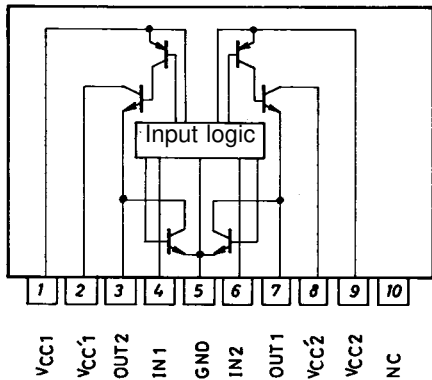 Input logic
1 2 3 4 5 6 7 8 9 10
VCC1
VCC'1
OUT2
IN1
GND
IN2
OUT1
VCC'2
VCC2
NC